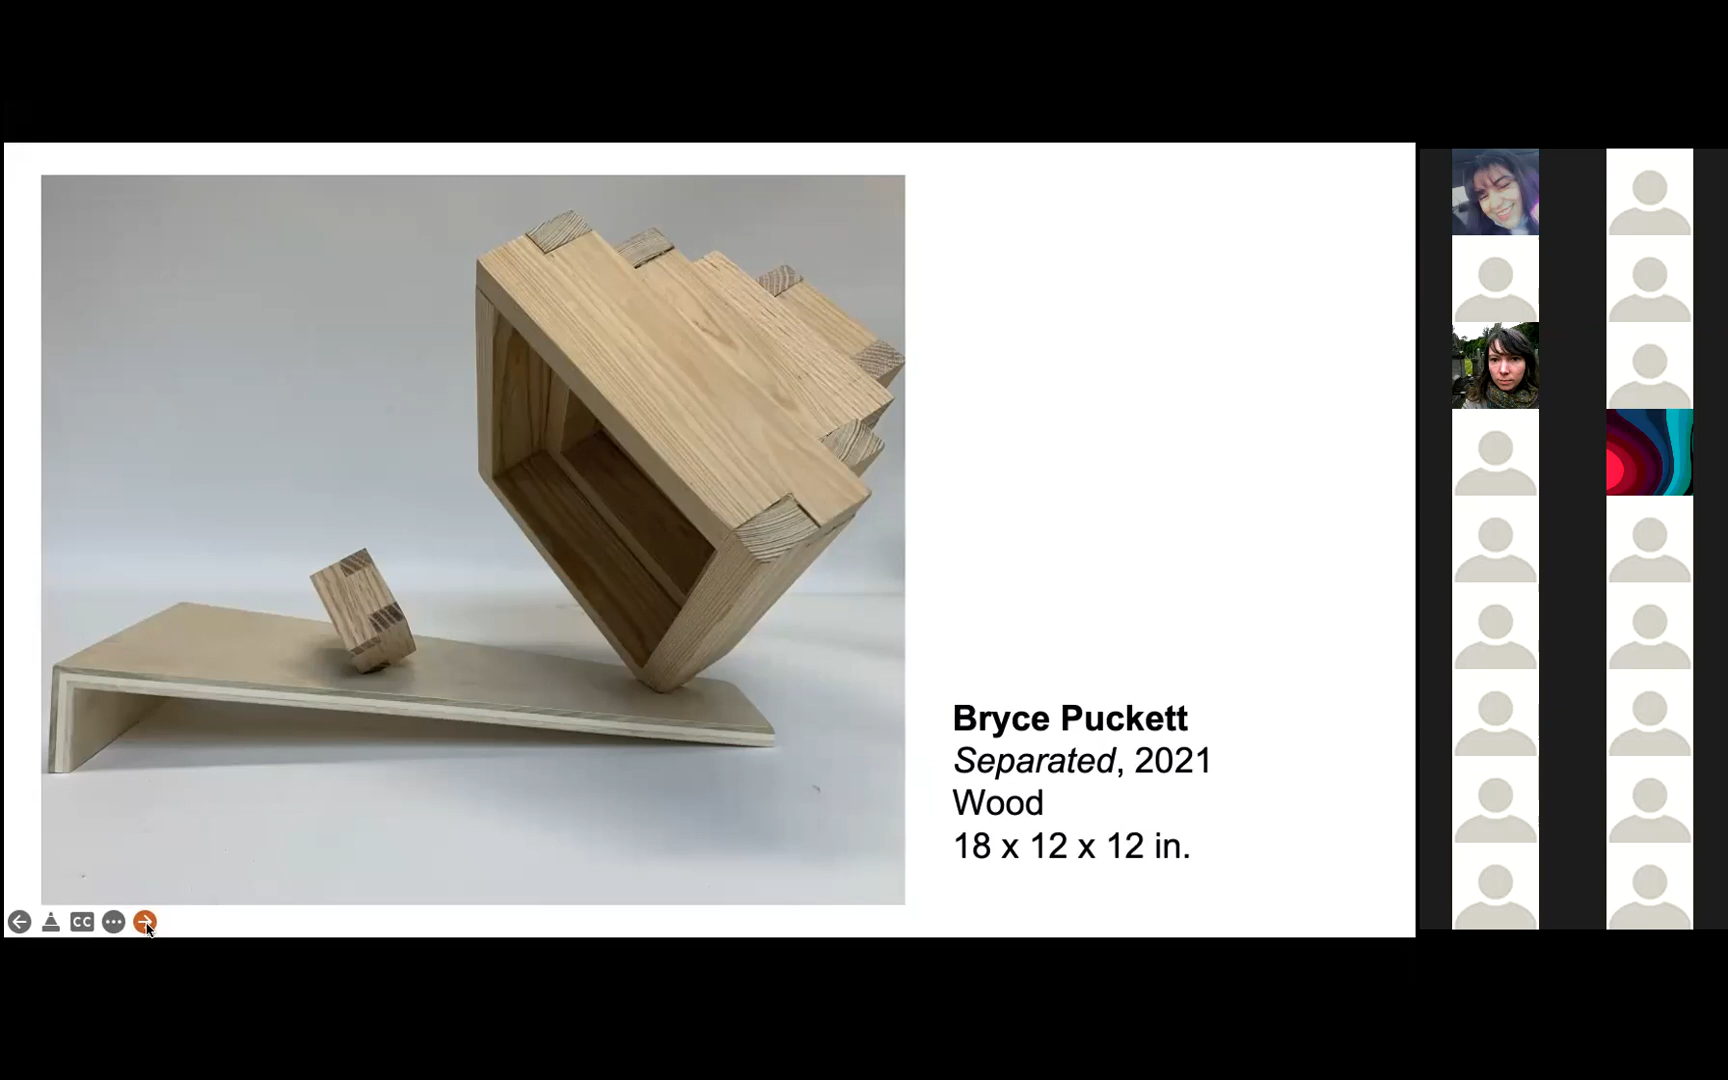 Bryce Puckett
Separated, 2021
Wood
18 x 12 x 12 in.
CC